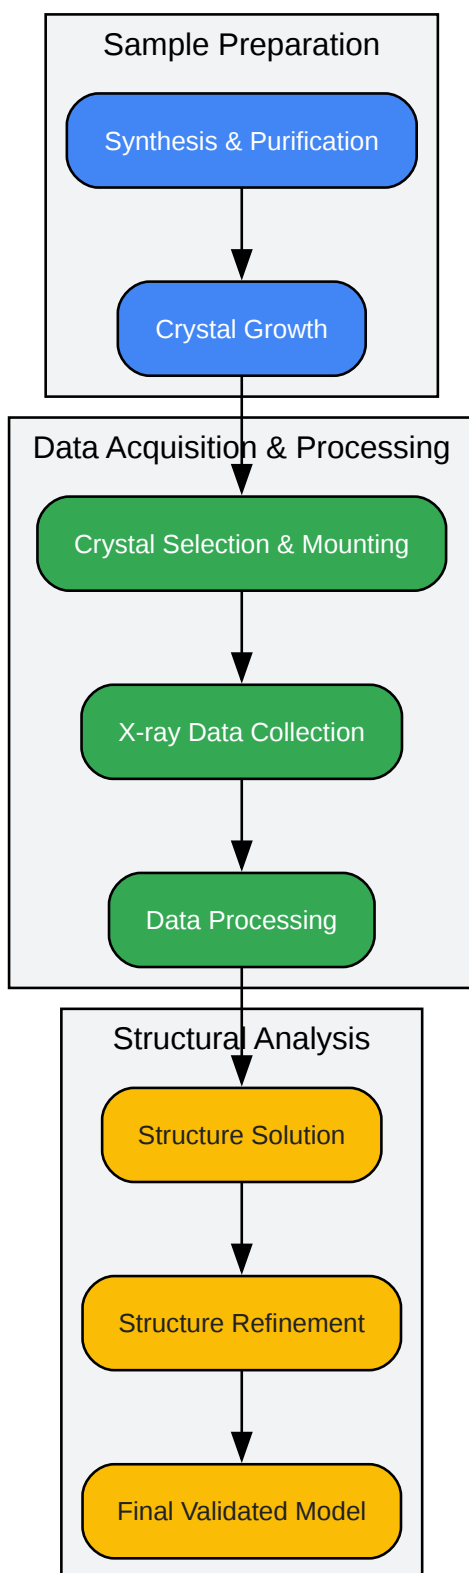 Sample Preparation
Synthesis & Purification
Crystal Growth
Data Acquisition & Processing
Crystal Selection & Mounting
X-ray Data Collection
Data Processing
Structural Analysis
Structure Solution
Structure Refinement
Final Validated Model